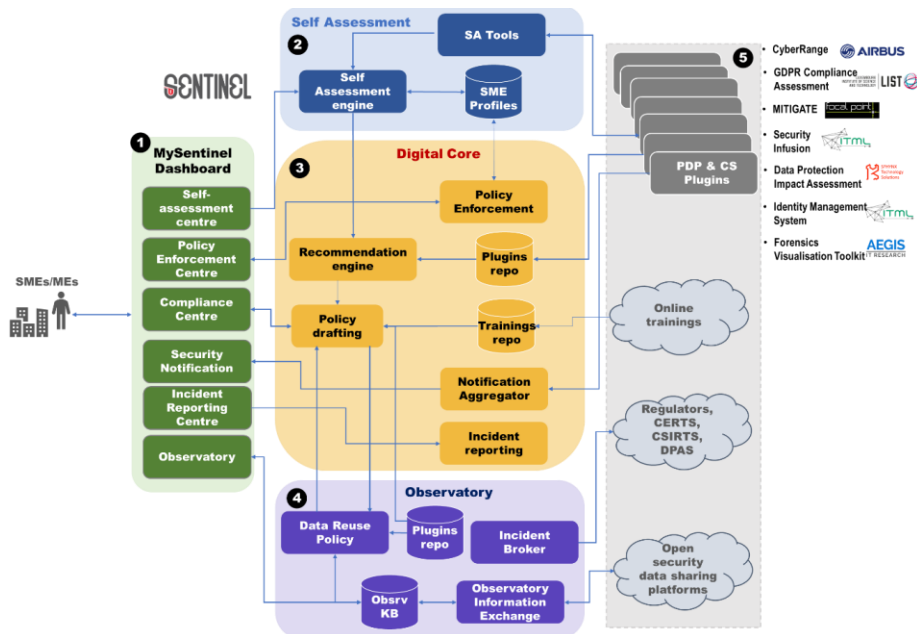 SENTINEL
SMEs/MEs
1
MySentinel
Dashboard
Self-
assessment
centre
Policy
Enforcement
Centre
Compliance
Centre
Security
Notification
Incident
Reporting
Centre
Observatory
Self Assessment
2
SA Tools
Self
Assessment
engine
SME
Profiles
3
Digital Core
Policy
Enforcement
Recommendation
engine
Plugins
repo
Policy
drafting
Trainings
repo
Notification
Aggregator
Incident
reporting
4
Observatory
Data Reuse
Policy
Plugins
repo
Incident
Broker
Obsrv
KB
Observatory
Information
Exchange
5
PDP & CS
Plugins
Online
trainings
Regulators,
CERTS,
CSIRTS,
DPAS
Open
security
data sharing
platforms
• CyberRange
AIRBUS
• GDPR Compliance
Assessment
LIST
• MITIGATE
focal point
• Security
Infusion
ITML
• Data Protection
Impact Assessment
• Identity Management
System
ITML
• Forensics
Visualisation Toolkit
AEGIS
IT RESEARCH